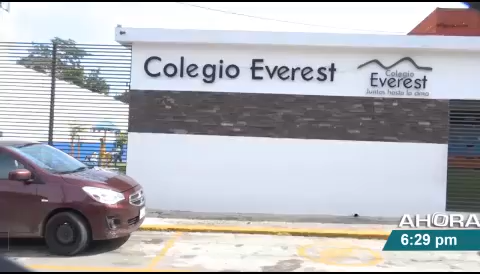 Colegio Everest
Colegio
Everest
Juntos hasta la cima
AHORA
6:29 pm